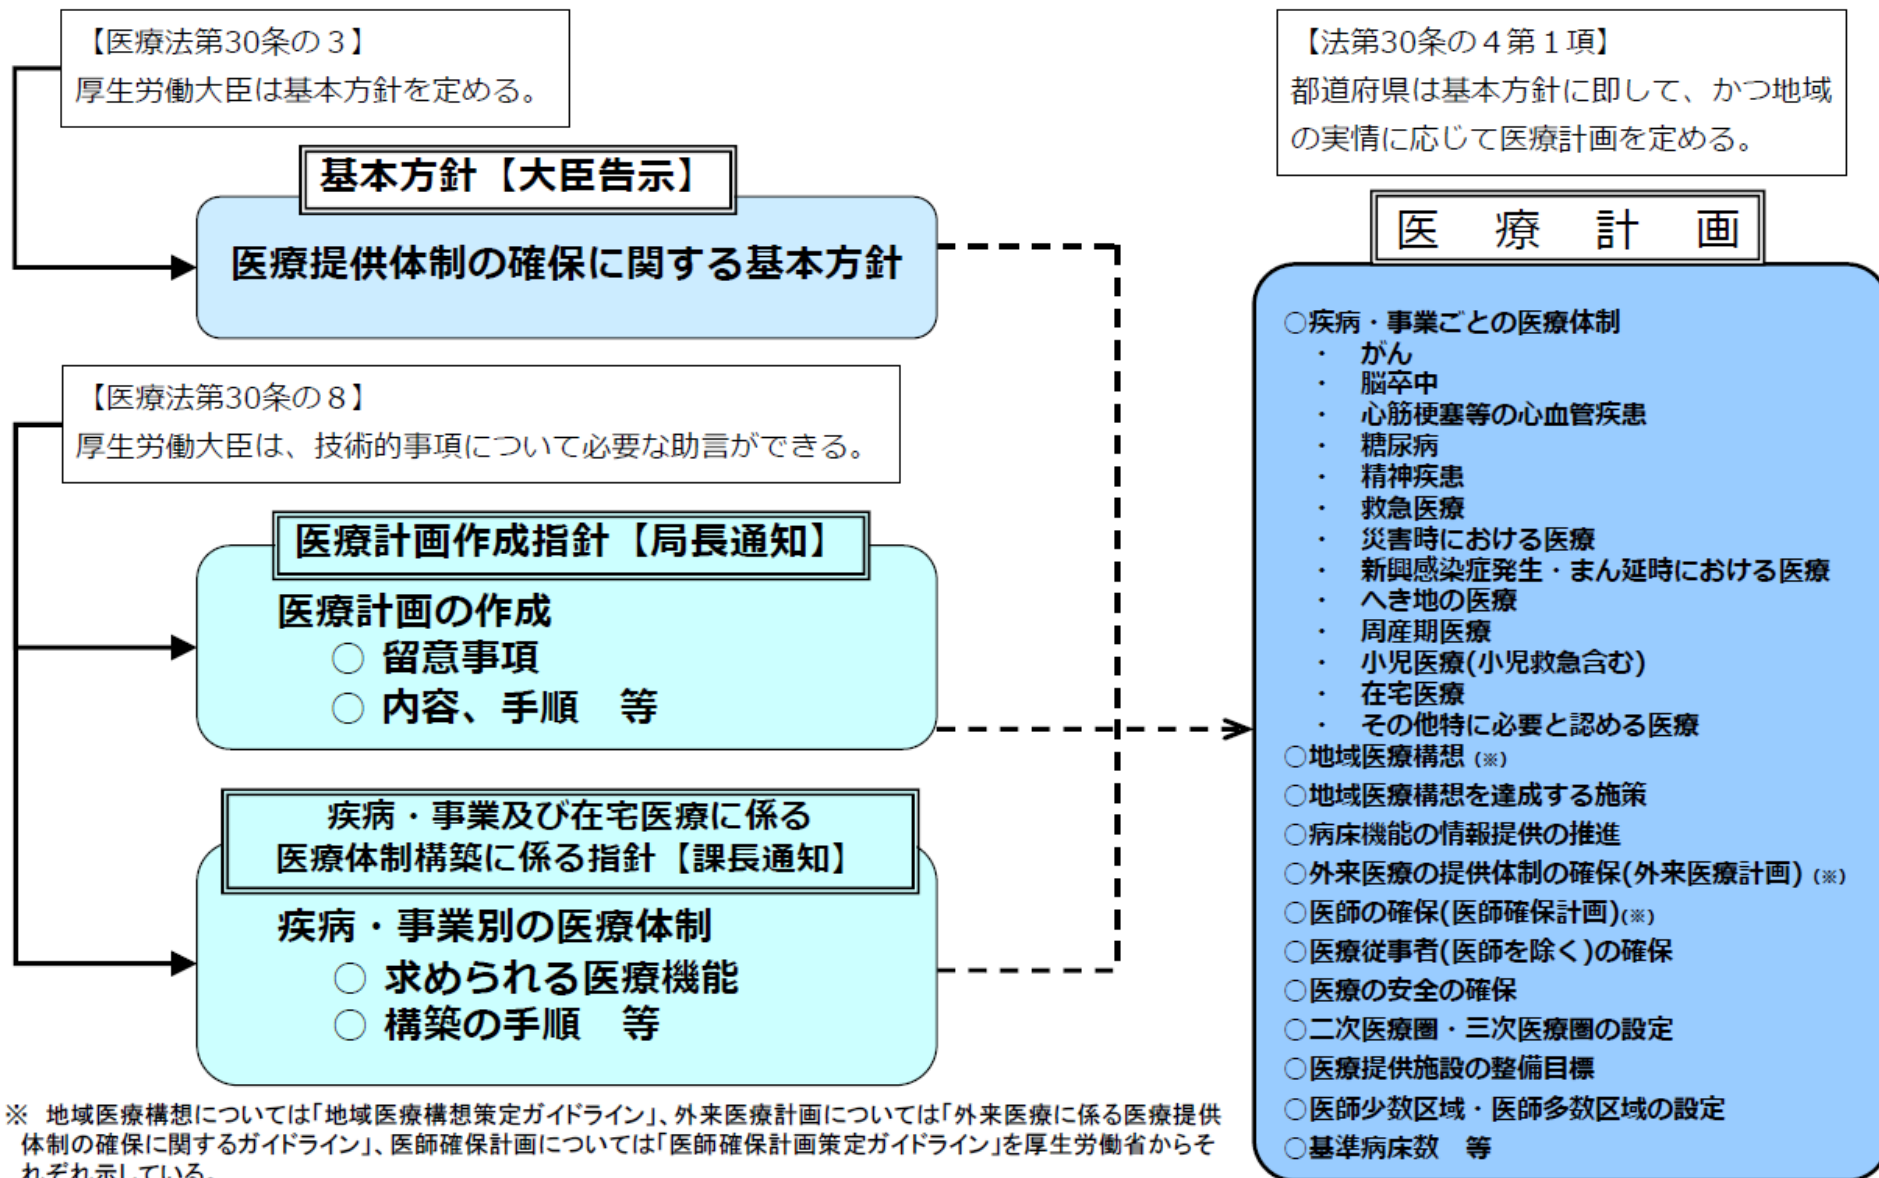 【医療法第30条の３】
厚生労働大臣は基本方針を定める。
基本方針【大臣告示】
医療提供体制の確保に関する基本方針
【医療法第30条の８】
厚生労働大臣は、技術的事項について必要な助言ができる。
医療計画作成指針【局長通知】
医療計画の作成
○ 留意事項
○ 内容、手順　等
疾病・事業及び在宅医療に係る
医療体制構築に係る指針【課長通知】
疾病・事業別の医療体制
○ 求められる医療機能
○ 構築の手順　等
※　地域医療構想については「地域医療構想策定ガイドライン」、外来医療計画については「外来医療に係る医療提供
体制の確保に関するガイドライン」、医師確保計画については「医師確保計画策定ガイドライン」を厚生労働省からそ
れぞれ示している。
【法第30条の４第１項】
都道府県は基本方針に即して、かつ地域
の実情に応じて医療計画を定める。
医　療　計　画
○疾病・事業ごとの医療体制
・　がん
・　脳卒中
・　心筋梗塞等の心血管疾患
・　糖尿病
・　精神疾患
・　救急医療
・　災害時における医療
・　新興感染症発生・まん延時における医療
・　へき地の医療
・　周産期医療
・　小児医療(小児救急含む)
・　在宅医療
・　その他特に必要と認める医療
○地域医療構想（※）
○地域医療構想を達成する施策
○病床機能の情報提供の推進
○外来医療の提供体制の確保(外来医療計画)（※）
○医師の確保(医師確保計画)(※)
○医療従事者(医師を除く)の確保
○医療の安全の確保
○二次医療圏・三次医療圏の設定
○医療提供施設の整備目標
○医師少数区域・医師多数区域の設定
○基準病床数　等